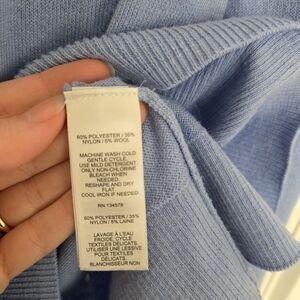 60% POLYESTER / 35%
NYLON / 5% WOOL
MACHINE WASH COLD
GENTLE CYCLE.
USE MILD DETERGENT.
ONLY NON-CHLORINE
BLEACH WHEN
NEEDED.
RESHAPE AND DRY
FLAT.
COOL IRON IF NEEDED.
RN 134578
60% POLYESTER / 35%
NYLON / 5% LAINE
LAVAGE À L'EAU
FROIDE, CYCLE
TEXTILES DÉLICATS
UTILISER UNE LESSIVE
POUR TEXTILES
DÉLICATS
BLANCHISSEUR NON